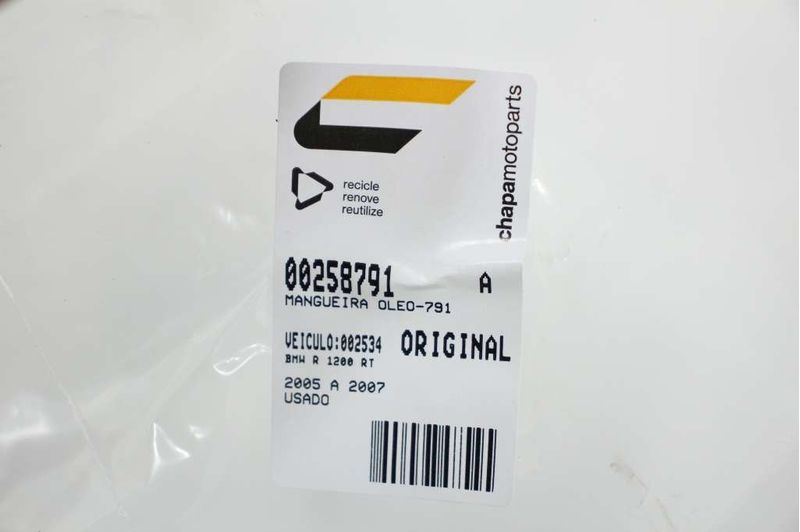 chapamotoparts
recicle
renove
reutilize
00258791 A
MANGUEIRA OLEO-791
VEICULO:002534 ORIGINAL
BMW R 1200 RT
2005 A 2007
USADO